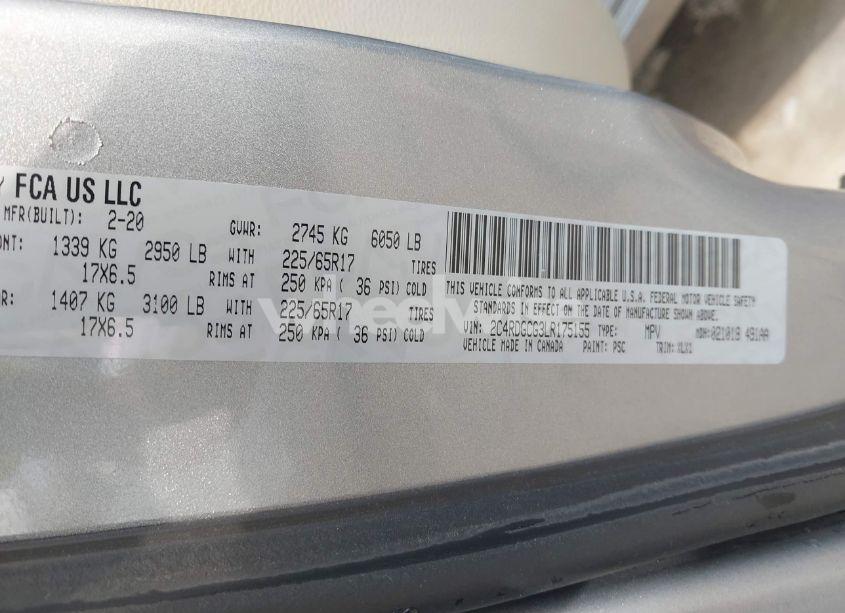 FCA US LLC
MFR(BUILT): 2-20 GVWR: 2745 KG 6050 LB
ONT: 1339 KG 2950 LB WITH 225/65R17 TIRES
17X6.5 RIMS AT 250 KPA ( 36 PSI) COLD
R: 1407 KG 3100 LB WITH 225/65R17 TIRES
17X6.5 RIMS AT 250 KPA ( 36 PSI) COLD
THIS VEHICLE CONFORMS TO ALL APPLICABLE U.S.A. FEDERAL MOTOR VEHICLE SAFETY
STANDARDS IN EFFECT ON THE DATE OF MANUFACTURE SHOWN ABOVE.
VIN: 2C4RDGCG3LR175155 TYPE: MPV MDH: 021018 491AA
VEHICLE MADE IN CANADA PAINT: PSC TRIM: XLX1